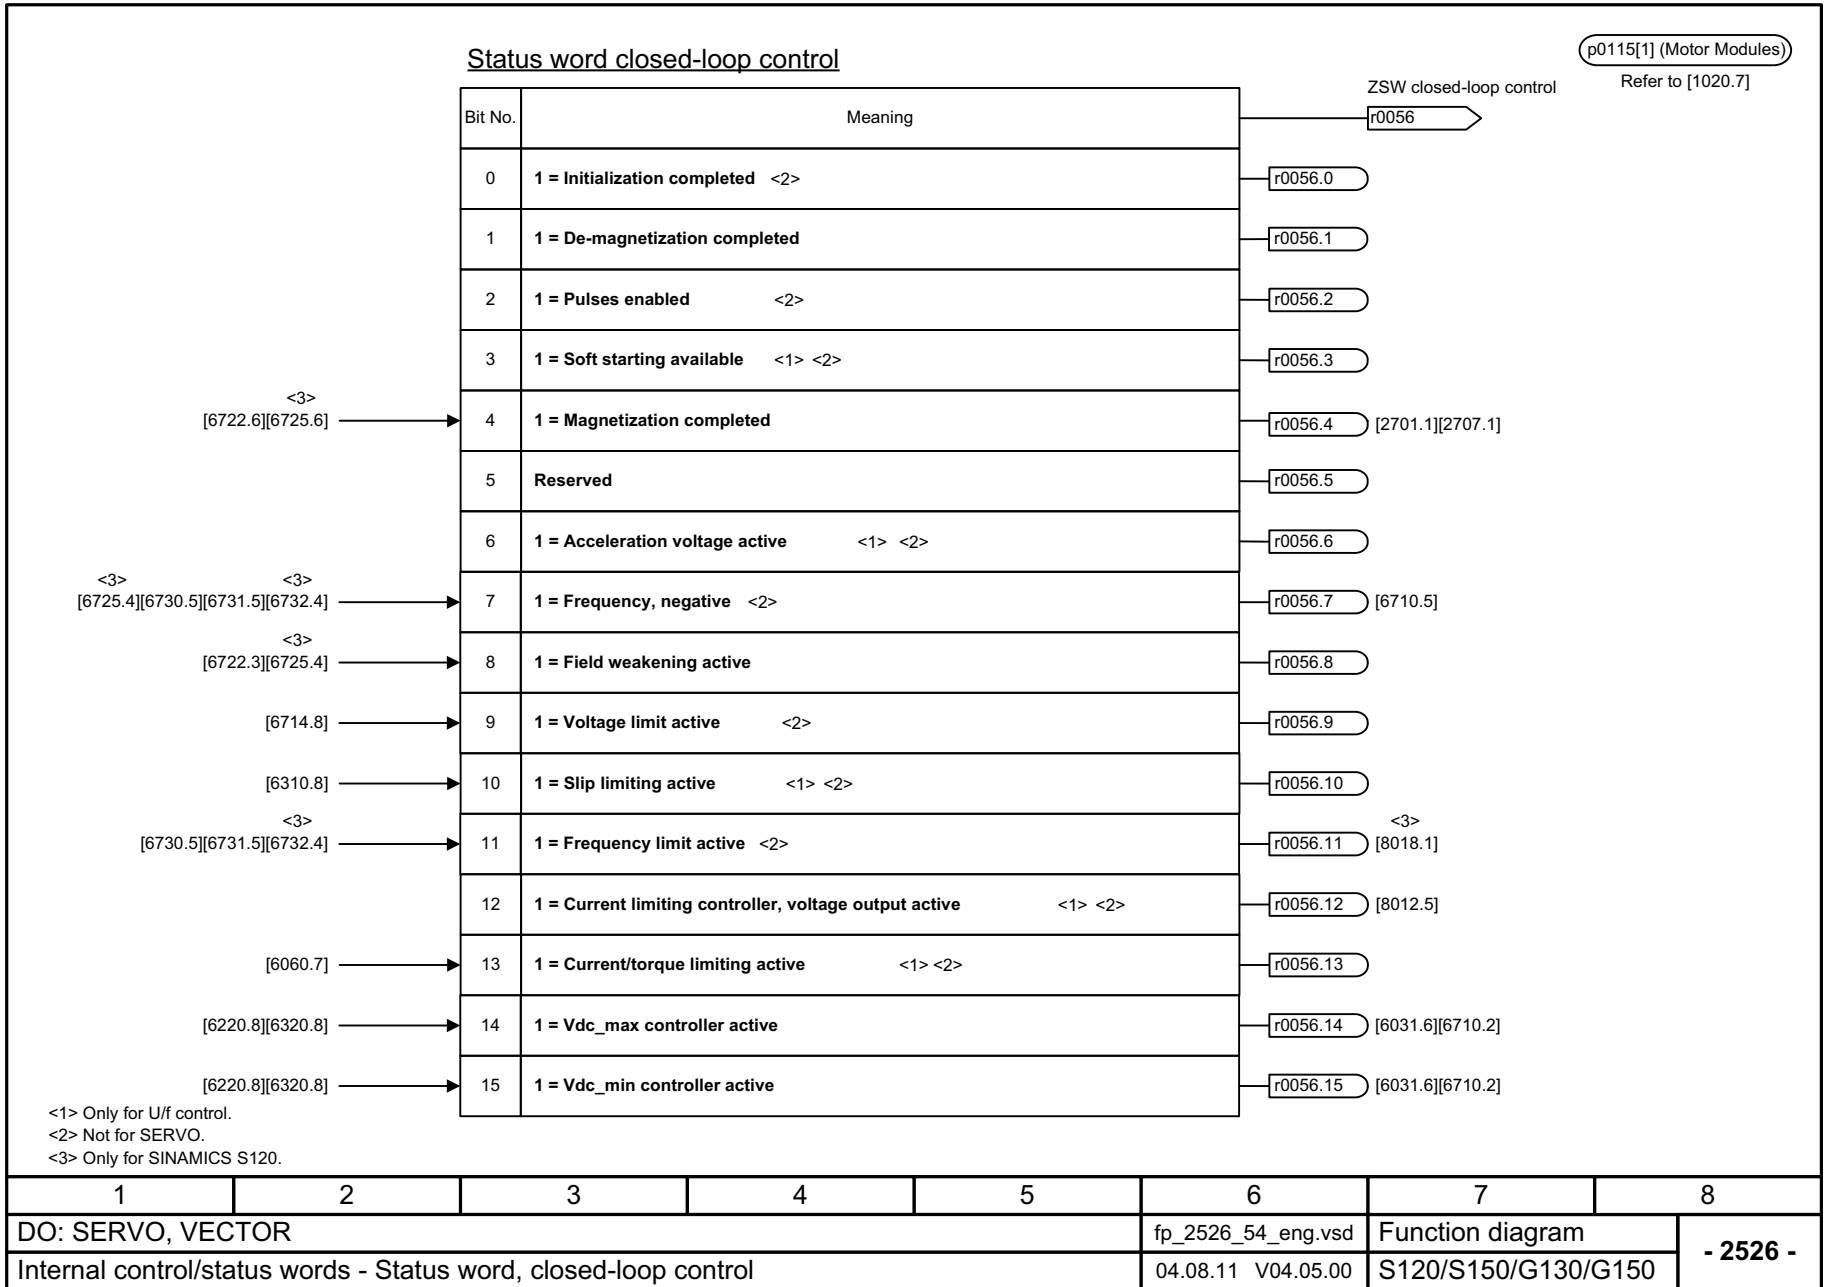 Status word closed-loop control
p0115[1] (Motor Modules)
Refer to [1020.7]
ZSW closed-loop control
Bit No. Meaning r0056
0 1 = Initialization completed <2> r0056.0
1 1 = De-magnetization completed r0056.1
2 1 = Pulses enabled <2> r0056.2
3 1 = Soft starting available <1> <2> r0056.3
<3>
[6722.6][6725.6] 4 1 = Magnetization completed r0056.4 [2701.1][2707.1]
5 Reserved r0056.5
6 1 = Acceleration voltage active <1> <2> r0056.6
<3> <3>
[6725.4][6730.5][6731.5][6732.4] 7 1 = Frequency, negative <2> r0056.7 [6710.5]
<3>
[6722.3][6725.4] 8 1 = Field weakening active r0056.8
[6714.8] 9 1 = Voltage limit active <2> r0056.9
[6310.8] 10 1 = Slip limiting active <1> <2> r0056.10
<3> <3>
[6730.5][6731.5][6732.4] 11 1 = Frequency limit active <2> r0056.11 [8018.1]
12 1 = Current limiting controller, voltage output active <1> <2> r0056.12 [8012.5]
[6060.7] 13 1 = Current/torque limiting active <1> <2> r0056.13
[6220.8][6320.8] 14 1 = Vdc_max controller active r0056.14 [6031.6][6710.2]
[6220.8][6320.8] 15 1 = Vdc_min controller active r0056.15 [6031.6][6710.2]
<1> Only for U/f control.
<2> Not for SERVO.
<3> Only for SINAMICS S120.
1 2 3 4 5 6 7 8
DO: SERVO, VECTOR fp_2526_54_eng.vsd Function diagram - 2526 -
Internal control/status words - Status word, closed-loop control 04.08.11 V04.05.00 S120/S150/G130/G150